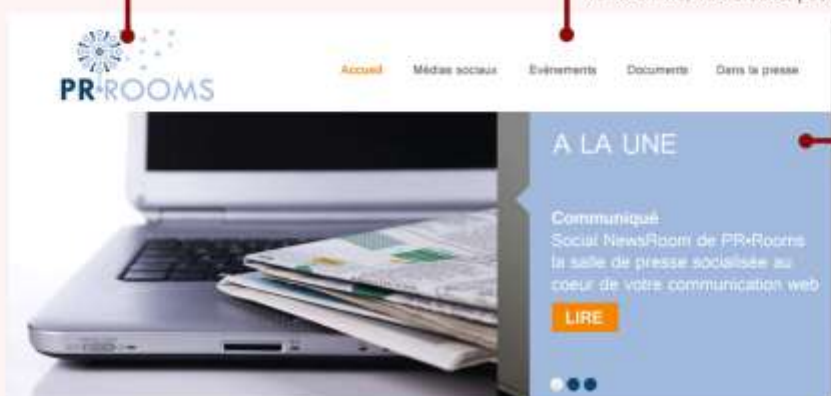 PR•ROOMS
Accueil Médias sociaux Evènements Documents Dans la presse
A LA UNE
Communiqué
Social NewsRoom de PR•Rooms
la salle de presse socialisée au
coeur de votre communication web
LIRE